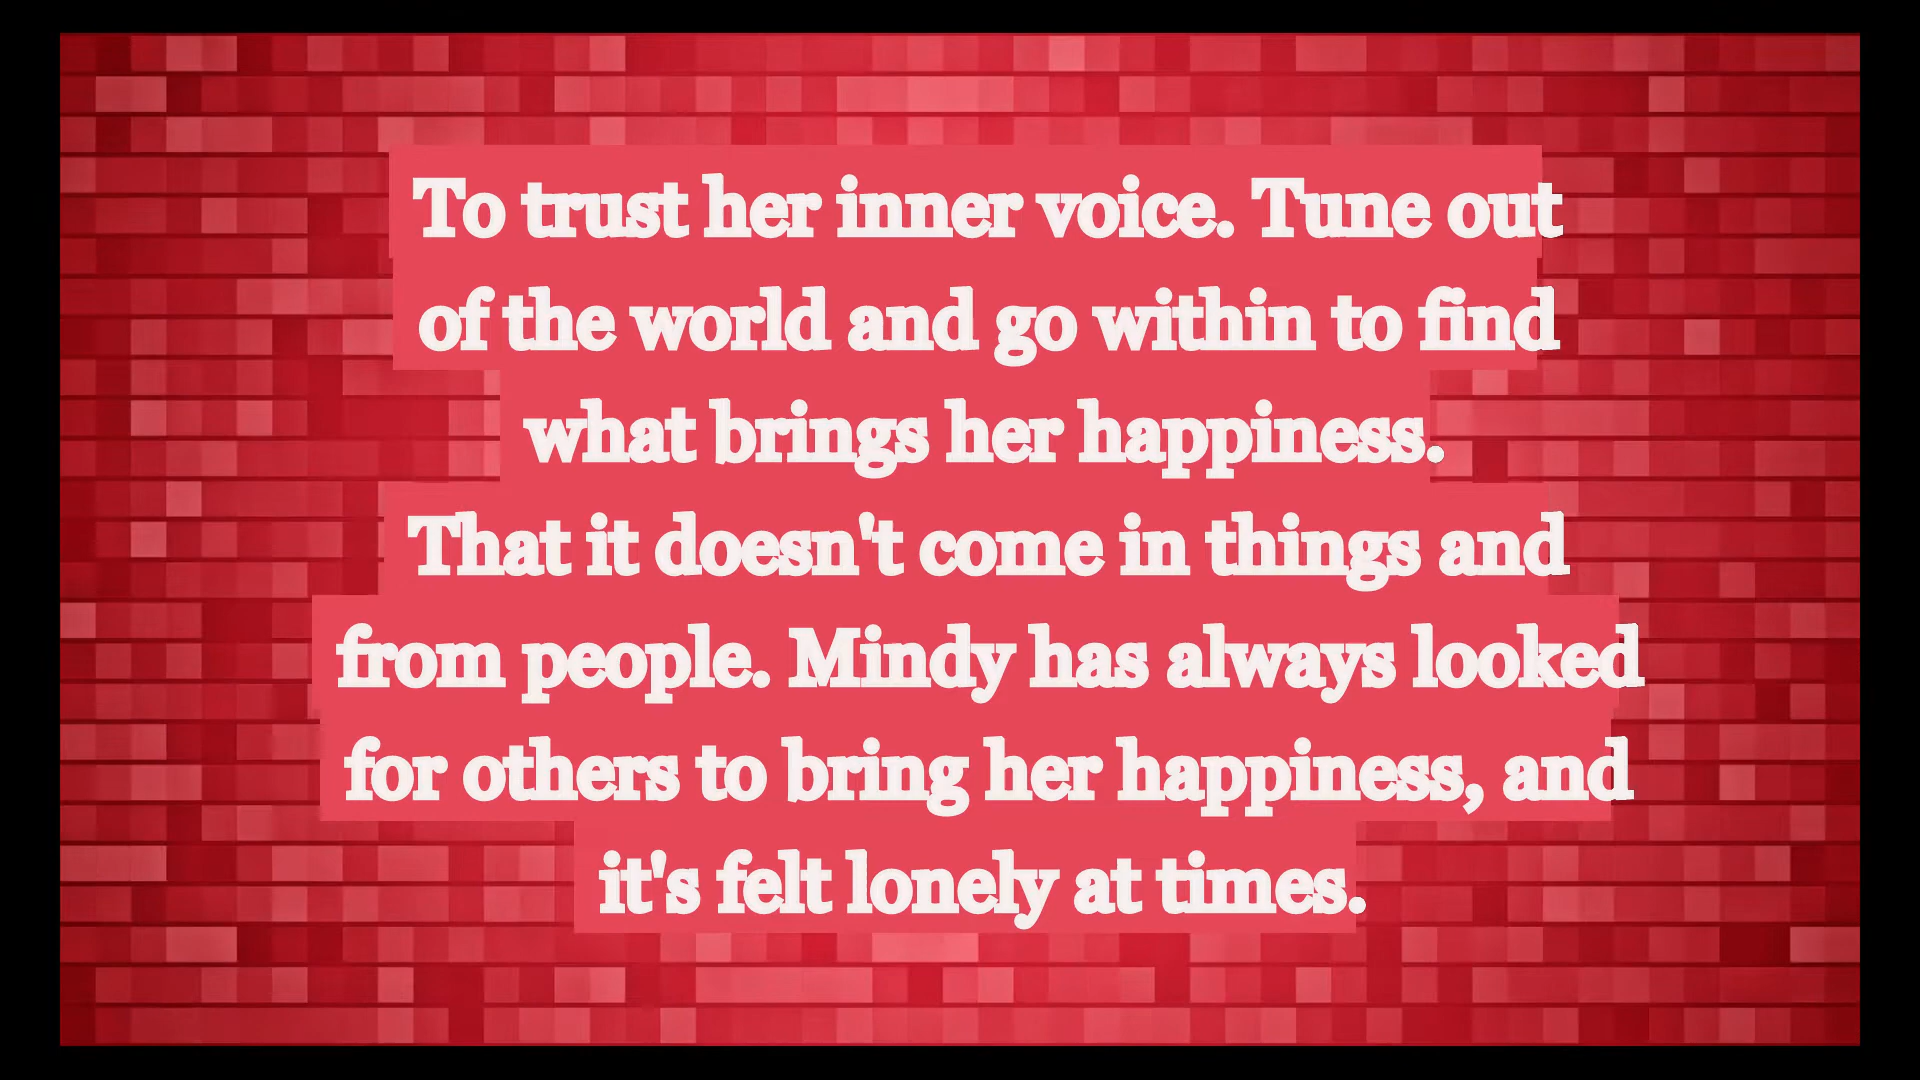 To trust her inner voice. Tune out
of the world and go within to find
what brings her happiness.
That it doesn't come in things and
from people. Mindy has always looked
for others to bring her happiness, and
it's felt lonely at times.